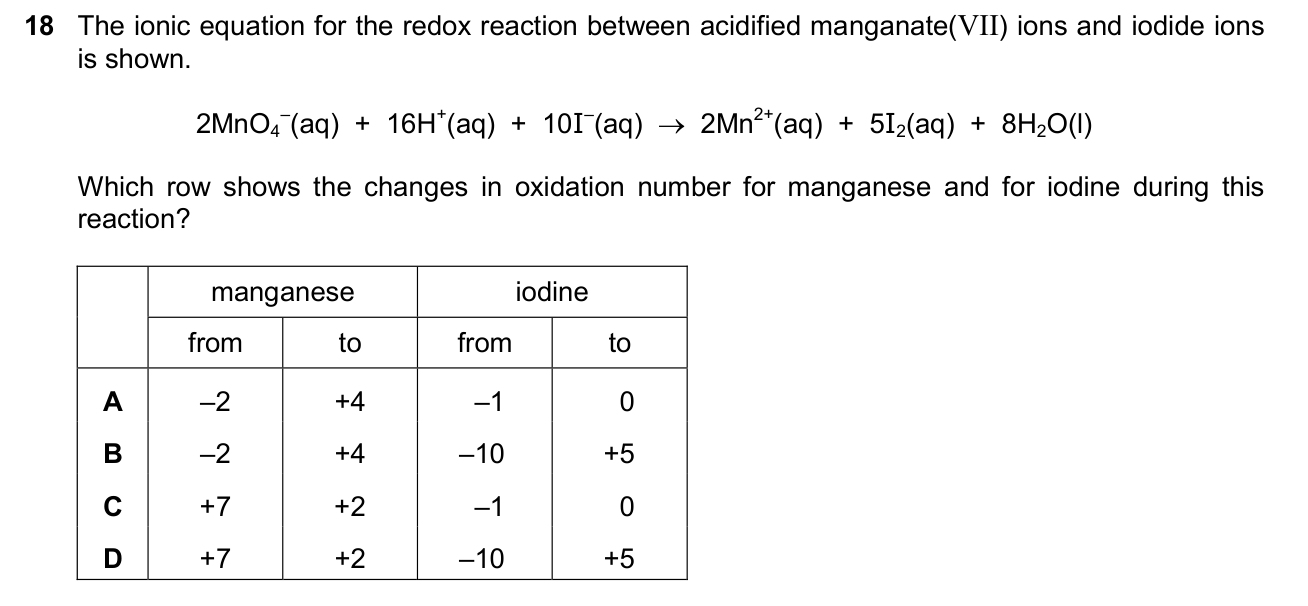 18 The ionic equation for the redox reaction between acidified manganate(VII) ions and iodide ions
is shown.
2MnO₄⁻(aq) + 16H⁺(aq) + 10I⁻(aq) → 2Mn²⁺(aq) + 5I₂(aq) + 8H₂O(l)
Which row shows the changes in oxidation number for manganese and for iodine during this
reaction?
manganese iodine
from to from to
A –2 +4 –1 0
B –2 +4 –10 +5
C +7 +2 –1 0
D +7 +2 –10 +5